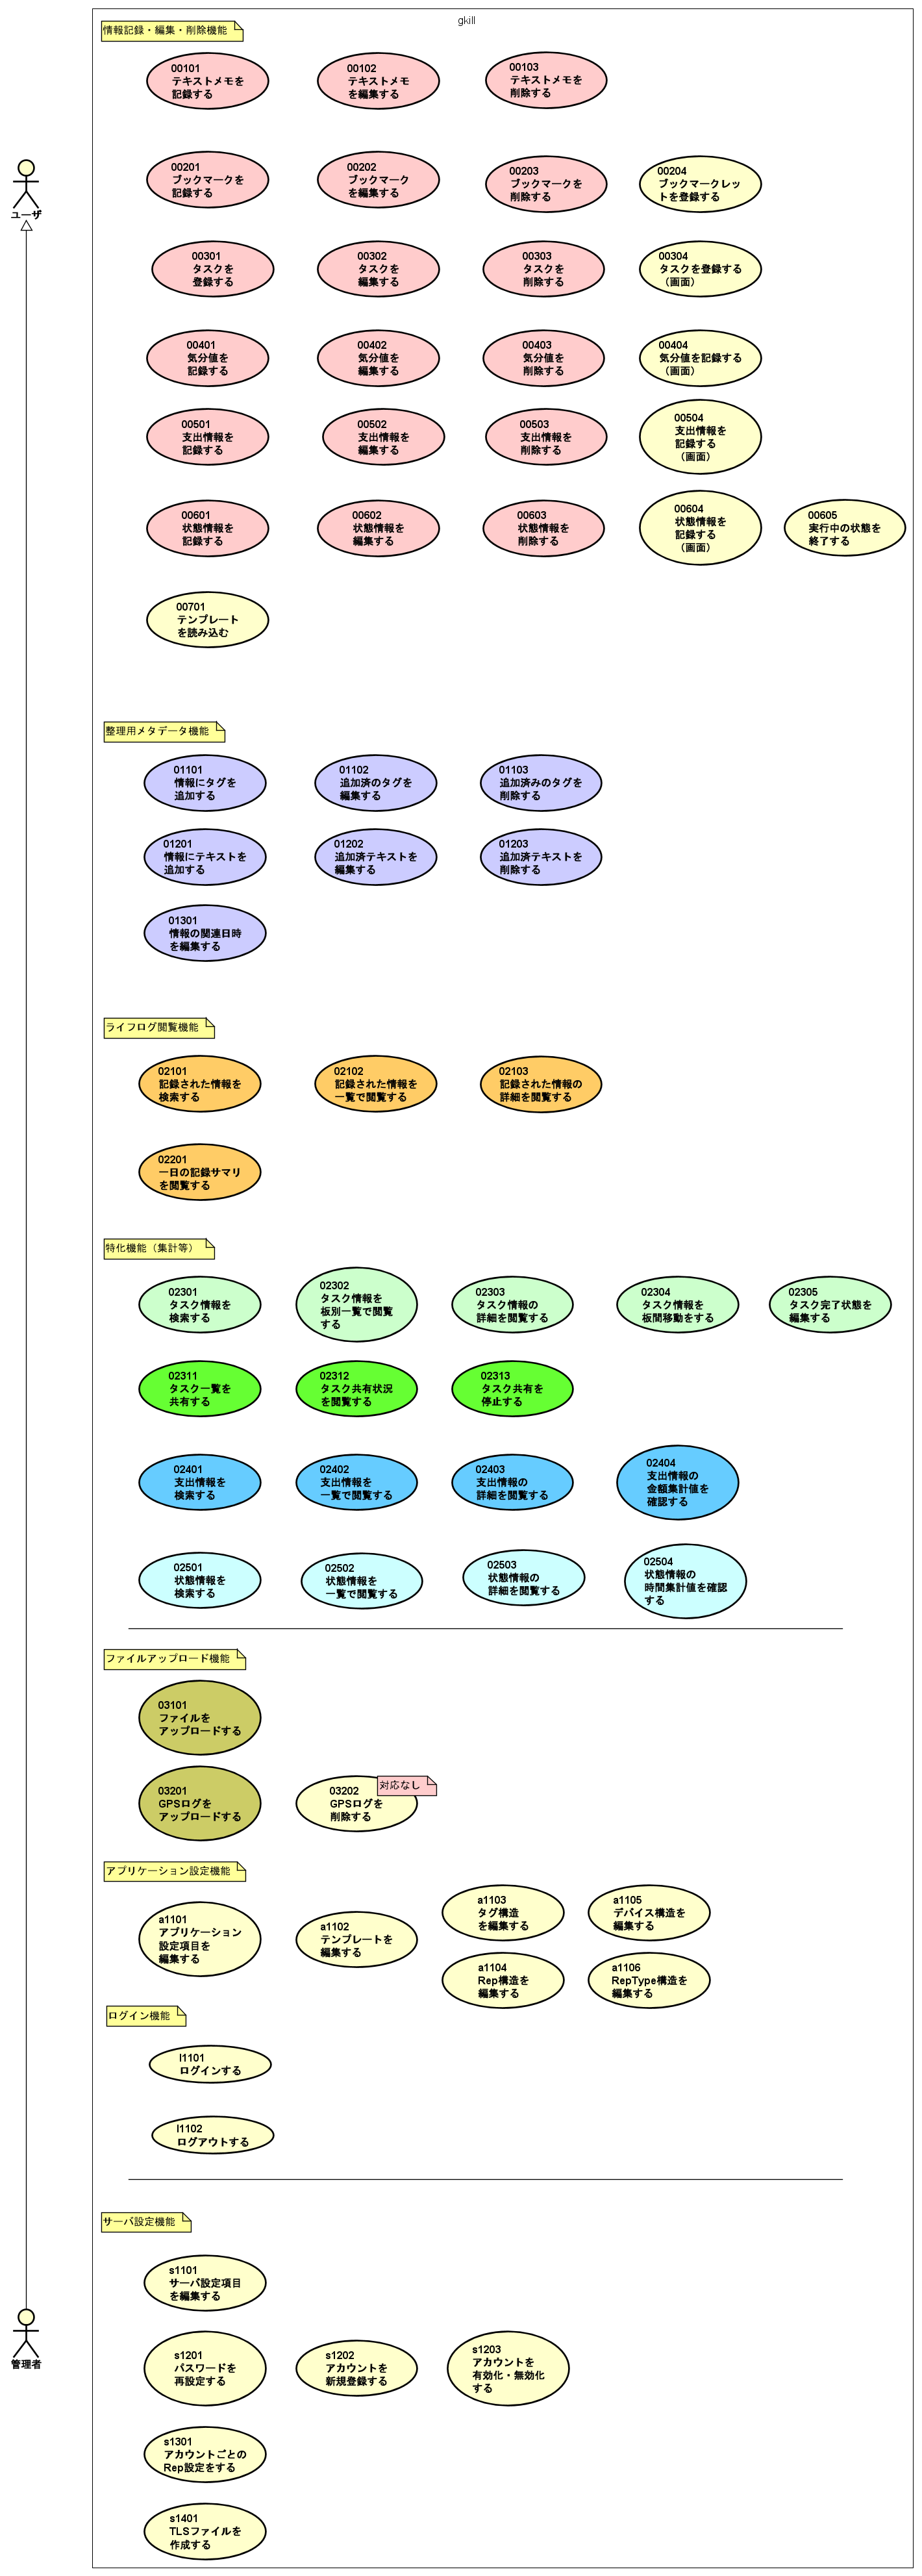 gkill
情報記録・編集・削除機能
00101
テキストメモを
記録する
00102
テキストメモ
を編集する
00103
テキストメモを
削除する
ユーザ
00201
ブックマークを
記録する
00202
ブックマーク
を編集する
00203
ブックマークを
削除する
00204
ブックマークレッ
トを登録する
00301
タスクを
登録する
00302
タスクを
編集する
00303
タスクを
削除する
00304
タスクを登録する
（画面）
00401
気分値を
記録する
00402
気分値を
編集する
00403
気分値を
削除する
00404
気分値を記録する
（画面）
00501
支出情報を
記録する
00502
支出情報を
編集する
00503
支出情報を
削除する
00504
支出情報を
記録する
（画面）
00601
状態情報を
記録する
00602
状態情報を
編集する
00603
状態情報を
削除する
00604
状態情報を
記録する
（画面）
00605
実行中の状態を
終了する
00701
テンプレート
を読み込む
整理用メタデータ機能
01101
情報にタグを
追加する
01102
追加済のタグを
編集する
01103
追加済みのタグを
削除する
01201
情報にテキストを
追加する
01202
追加済テキストを
編集する
01203
追加済テキストを
削除する
01301
情報の関連日時
を編集する
ライフログ閲覧機能
02101
記録された情報を
検索する
02102
記録された情報を
一覧で閲覧する
02103
記録された情報の
詳細を閲覧する
02201
一日の記録サマリ
を閲覧する
特化機能（集計等）
02301
タスク情報を
検索する
02302
タスク情報を
板別一覧で閲覧
する
02303
タスク情報の
詳細を閲覧する
02304
タスク情報を
板間移動をする
02305
タスク完了状態を
編集する
02311
タスク一覧を
共有する
02312
タスク共有状況
を閲覧する
02313
タスク共有を
停止する
02401
支出情報を
検索する
02402
支出情報を
一覧で閲覧する
02403
支出情報の
詳細を閲覧する
02404
支出情報の
金額集計値を
確認する
02501
状態情報を
検索する
02502
状態情報を
一覧で閲覧する
02503
状態情報の
詳細を閲覧する
02504
状態情報の
時間集計値を確認
する
ファイルアップロード機能
03101
ファイルを
アップロードする
03201
GPSログを
アップロードする
03202
GPSログを
削除する
対応なし
アプリケーション設定機能
a1101
アプリケーション
設定項目を
編集する
a1102
テンプレートを
編集する
a1103
タグ構造
を編集する
a1105
デバイス構造を
編集する
a1104
Rep構造を
編集する
a1106
RepType構造を
編集する
ログイン機能
l1101
ログインする
l1102
ログアウトする
サーバ設定機能
s1101
サーバ設定項目
を編集する
管理者
s1201
パスワードを
再設定する
s1202
アカウントを
新規登録する
s1203
アカウントを
有効化・無効化
する
s1301
アカウントごとの
Rep設定をする
s1401
TLSファイルを
作成する